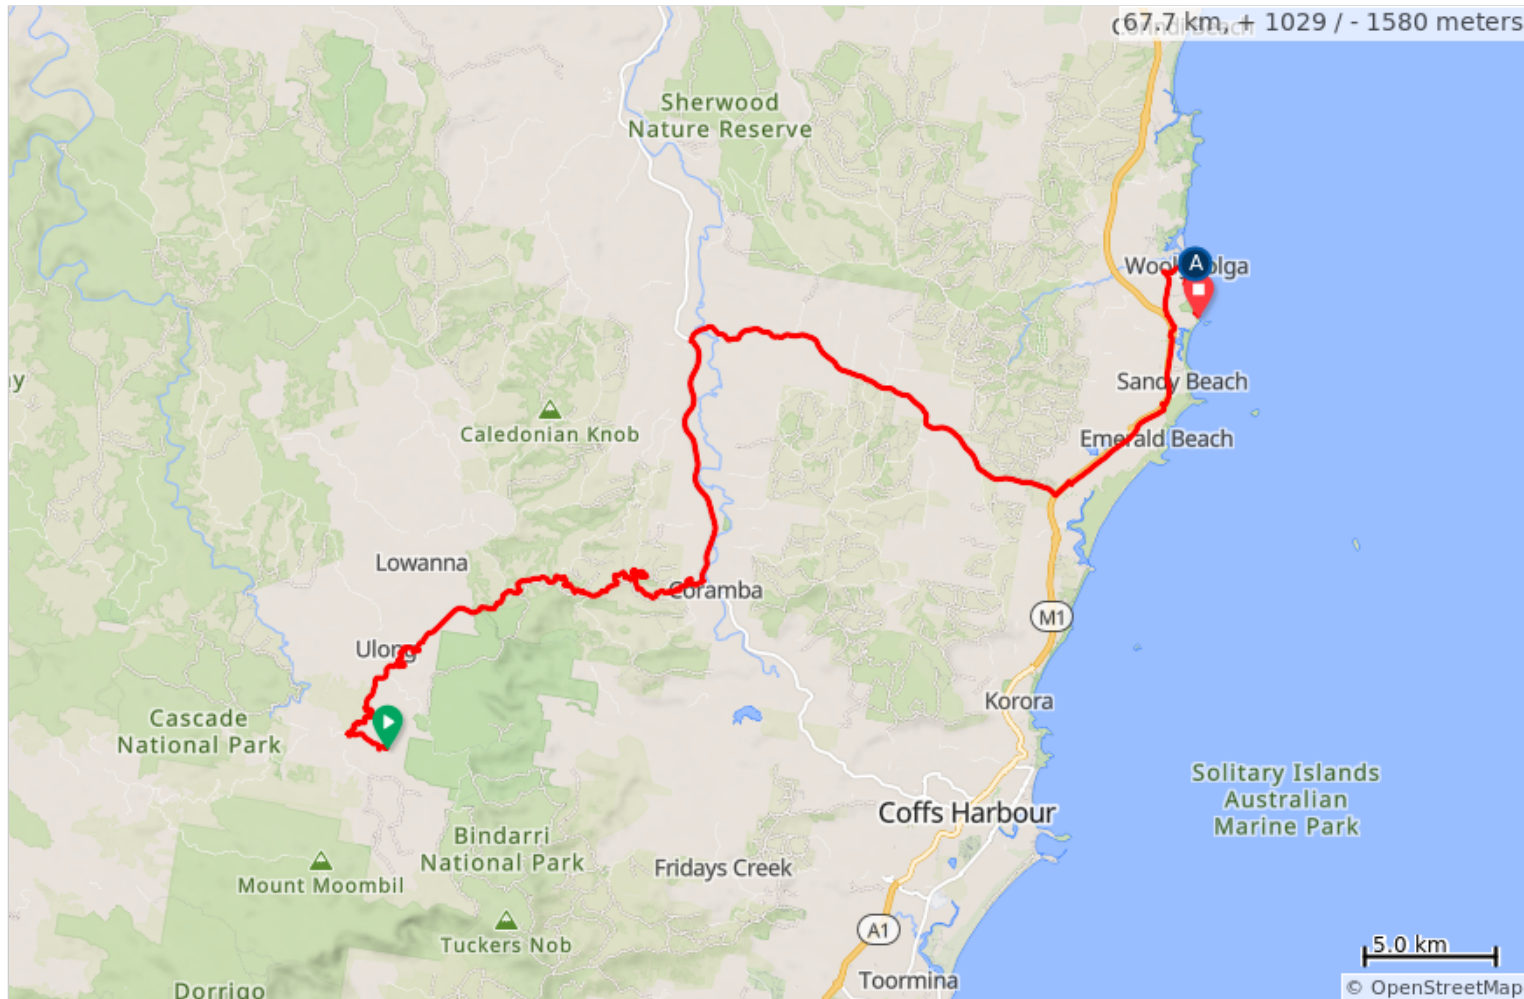 67.7 km, + 1029 / - 1580 meters
Sherwood
Nature Reserve
A
Sandy Beach
Caledonian Knob
Emerald Beach
Lowanna
Coramba
M1
Ulong
Korora
Cascade
National Park
Solitary Islands
Australian
Marine Park
Coffs Harbour
Bindarri
National Park
Fridays Creek
Mount Moombil
A1
Tuckers Nob
5.0 km
Toormina
© OpenStreetMap
Dorrigo